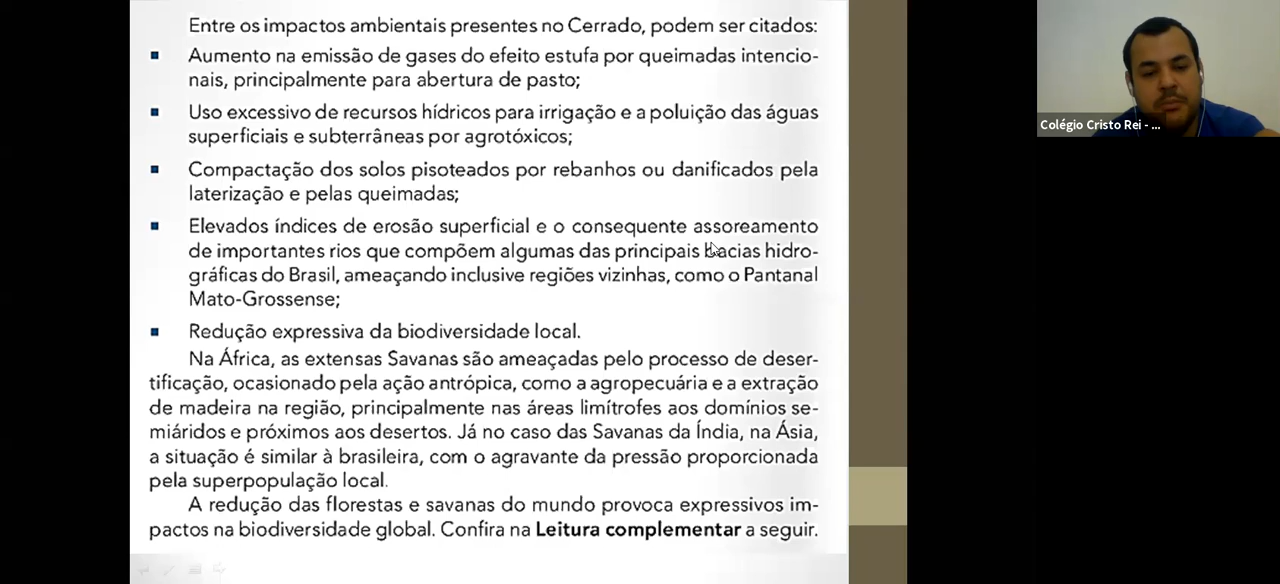 Entre os impactos ambientais presentes no Cerrado, podem ser citados:
Aumento na emissão de gases do efeito estufa por queimadas intencio-
nais, principalmente para abertura de pasto;
Uso excessivo de recursos hídricos para irrigação e a poluição das águas
superficiais e subterrâneas por agrotóxicos;
Compactação dos solos pisoteados por rebanhos ou danificados pela
laterização e pelas queimadas;
Elevados índices de erosão superficial e o consequente assoreamento
de importantes rios que compõem algumas das principais bacias hidro-
gráficas do Brasil, ameaçando inclusive regiões vizinhas, como o Pantanal
Mato-Grossense;
Redução expressiva da biodiversidade local.
Na África, as extensas Savanas são ameaçadas pelo processo de deser-
tificação, ocasionado pela ação antrópica, como a agropecuária e a extração
de madeira na região, principalmente nas áreas limítrofes aos domínios se-
miáridos e próximos aos desertos. Já no caso das Savanas da Índia, na Ásia,
a situação é similar à brasileira, com o agravante da pressão proporcionada
pela superpopulação local.
A redução das florestas e savanas do mundo provoca expressivos im-
pactos na biodiversidade global. Confira na Leitura complementar a seguir.
Colégio Cristo Rei - ...